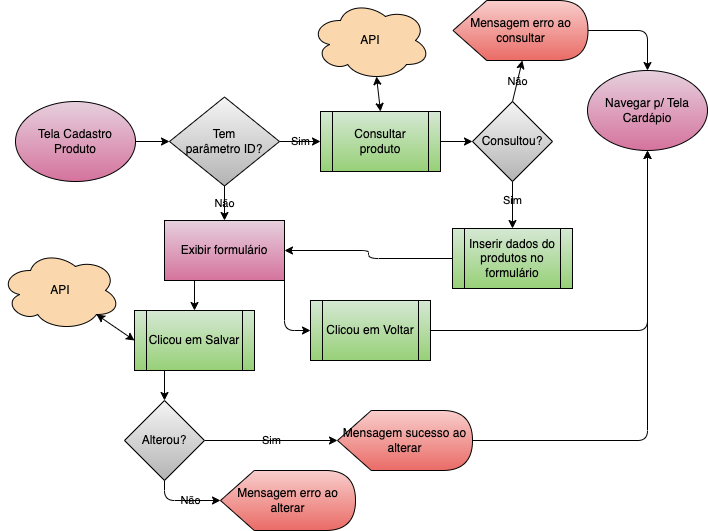 Mensagem erro ao
consultar
API
Não
Navegar p/ Tela
Cardápio
Tela Cadastro
Produto
Tem
parâmetro ID?
Sim
Consultar
produto
Consultou?
Sim
Não
Exibir formulário
Inserir dados do
produtos no
formulário
API
Clicou em Salvar
Clicou em Voltar
Alterou?
Sim
Mensagem sucesso ao
alterar
Não
Mensagem erro ao
alterar